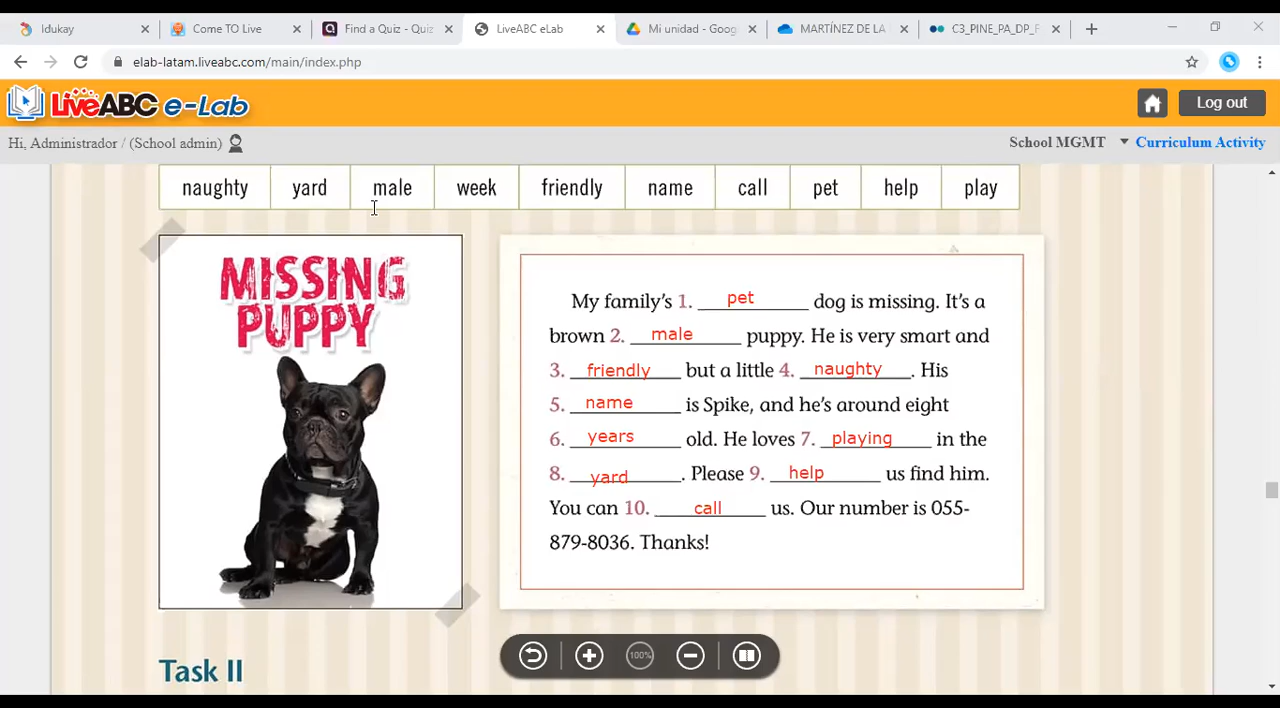 Idukay
Come TO Live
Find a Quiz - Quiz
LiveABC eLab
Mi unidad - Goog
MARTÍNEZ DE LA
C3_PINE_PA_DP_F
elab-latam.liveabc.com/main/index.php
LiveABC e-Lab
Log out
Hi, Administrador / (School admin)
School MGMT
Curriculum Activity
naughty yard male week friendly name call pet help play
MISSING
PUPPY
My family's 1. pet dog is missing. It's a
brown 2. male puppy. He is very smart and
3. friendly but a little 4. naughty. His
5. name is Spike, and he's around eight
6. years old. He loves 7. playing in the
8. yard. Please 9. help us find him.
You can 10. call us. Our number is 055-
879-8036. Thanks!
100%
Task II